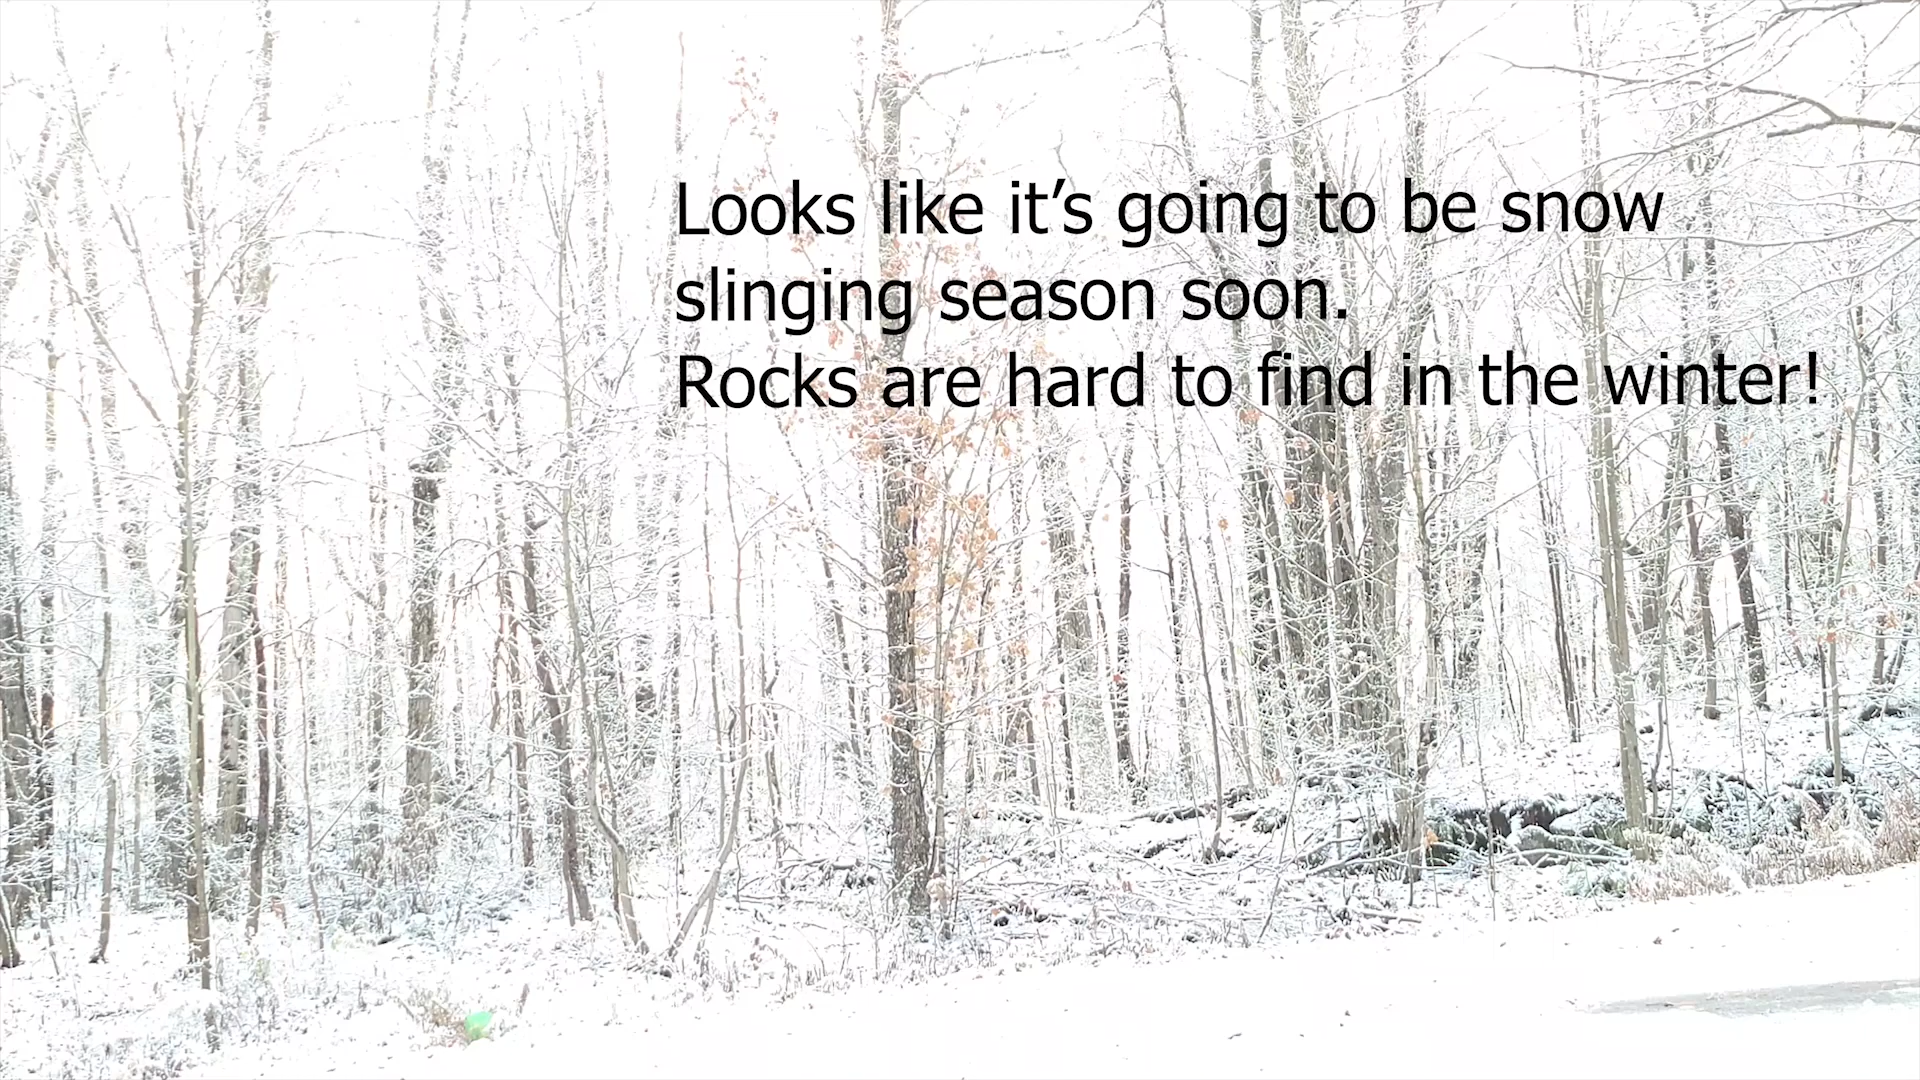 Looks like it’s going to be snow
slinging season soon.
Rocks are hard to find in the winter!